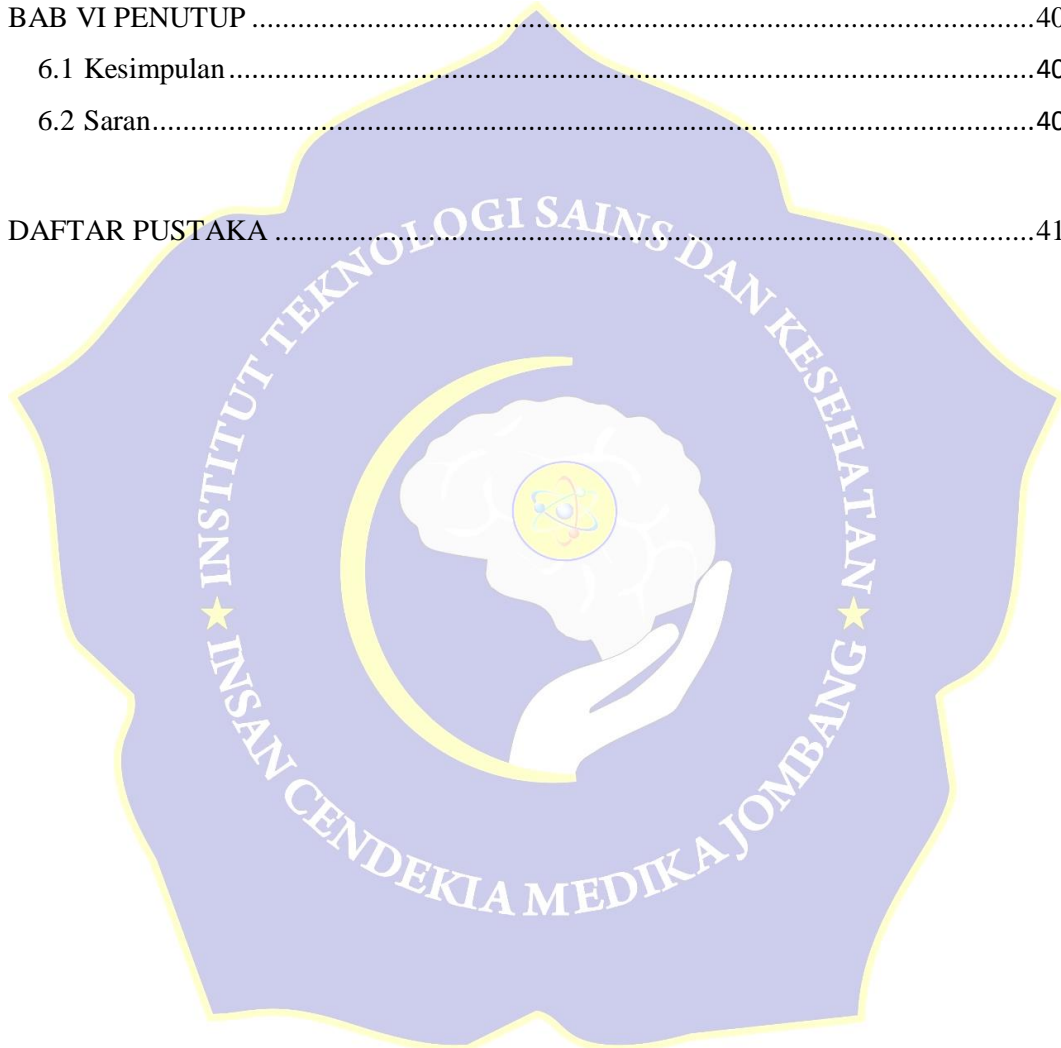 BAB VI PENUTUP ........................................................................................................40
6.1 Kesimpulan........................................................................................................40
6.2 Saran........................................................................................................40
DAFTAR PUSTAKA ........................................................................................................41
INSTITUT TEKNOLOGI SAINS DAN KESEHATAN
★ INSAN CENDEKIA MEDIKA JOMBANG ★